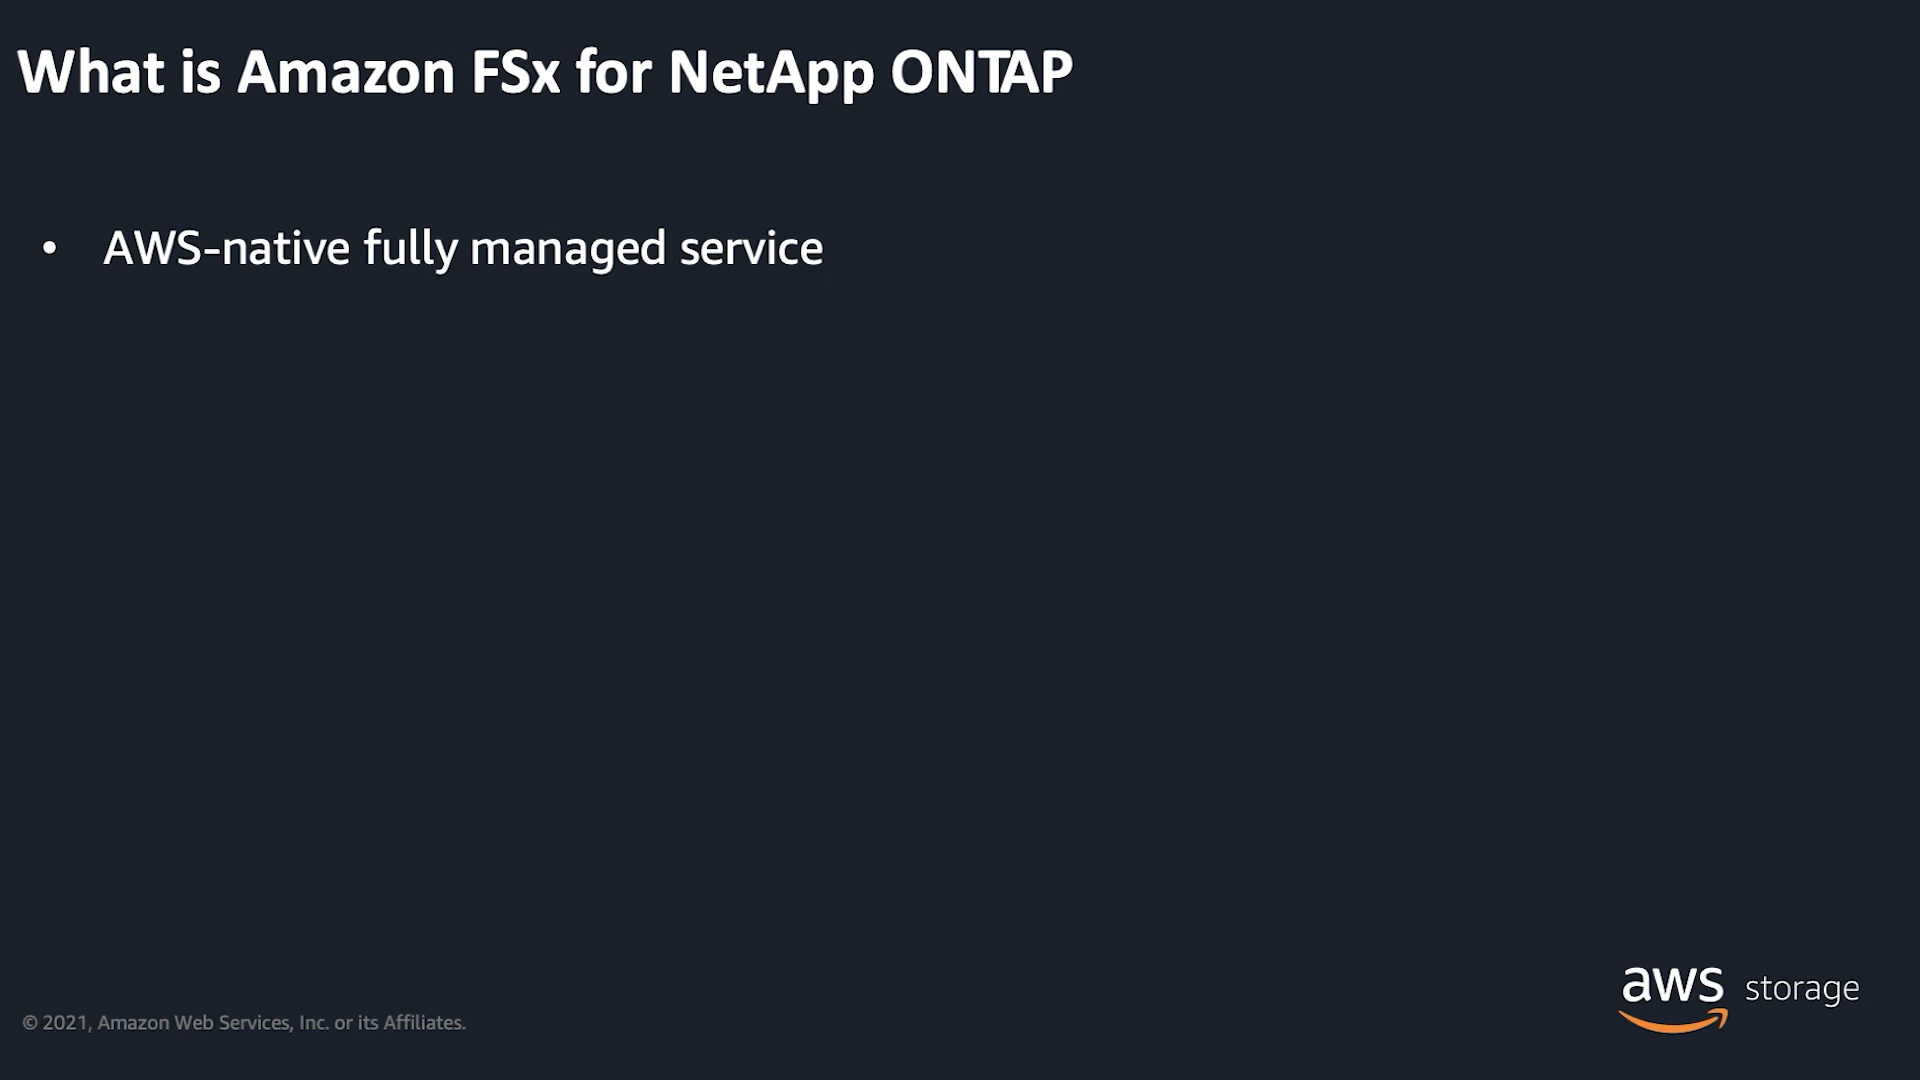 What is Amazon FSx for NetApp ONTAP
• AWS-native fully managed service
aws storage
© 2021, Amazon Web Services, Inc. or its Affiliates.